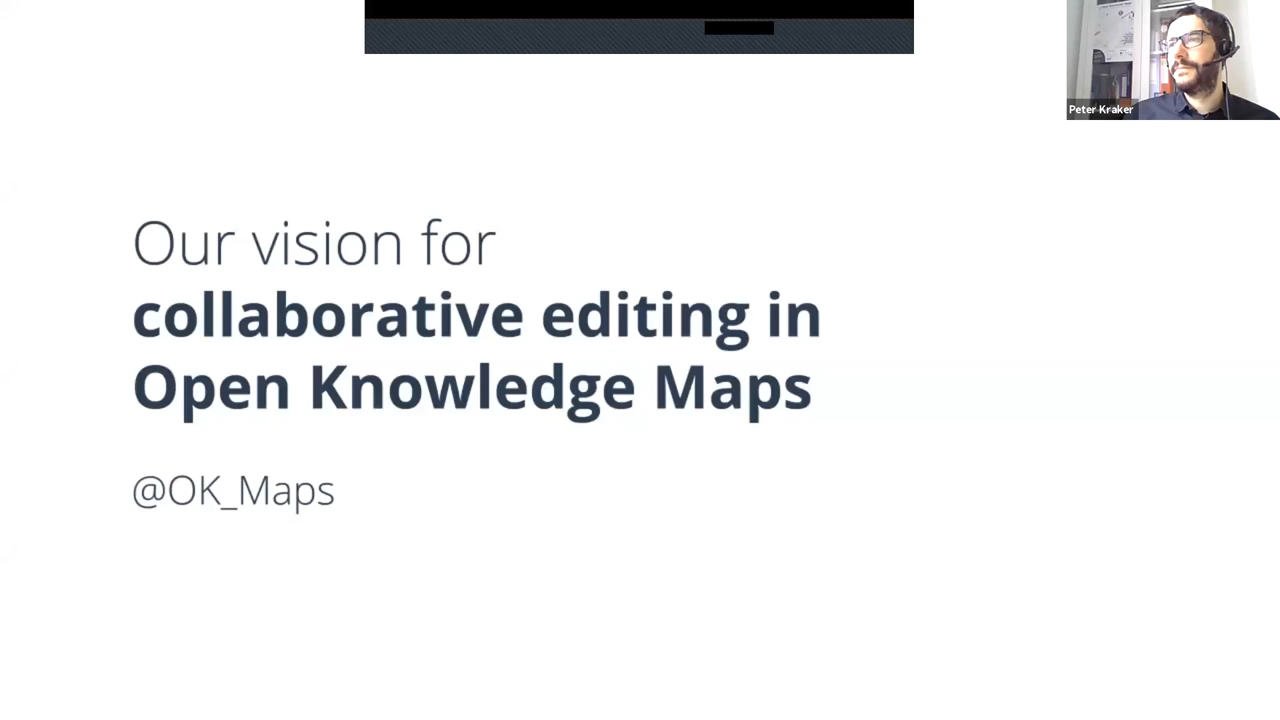 Peter Kraker
Our vision for
collaborative editing in
Open Knowledge Maps
@OK_Maps